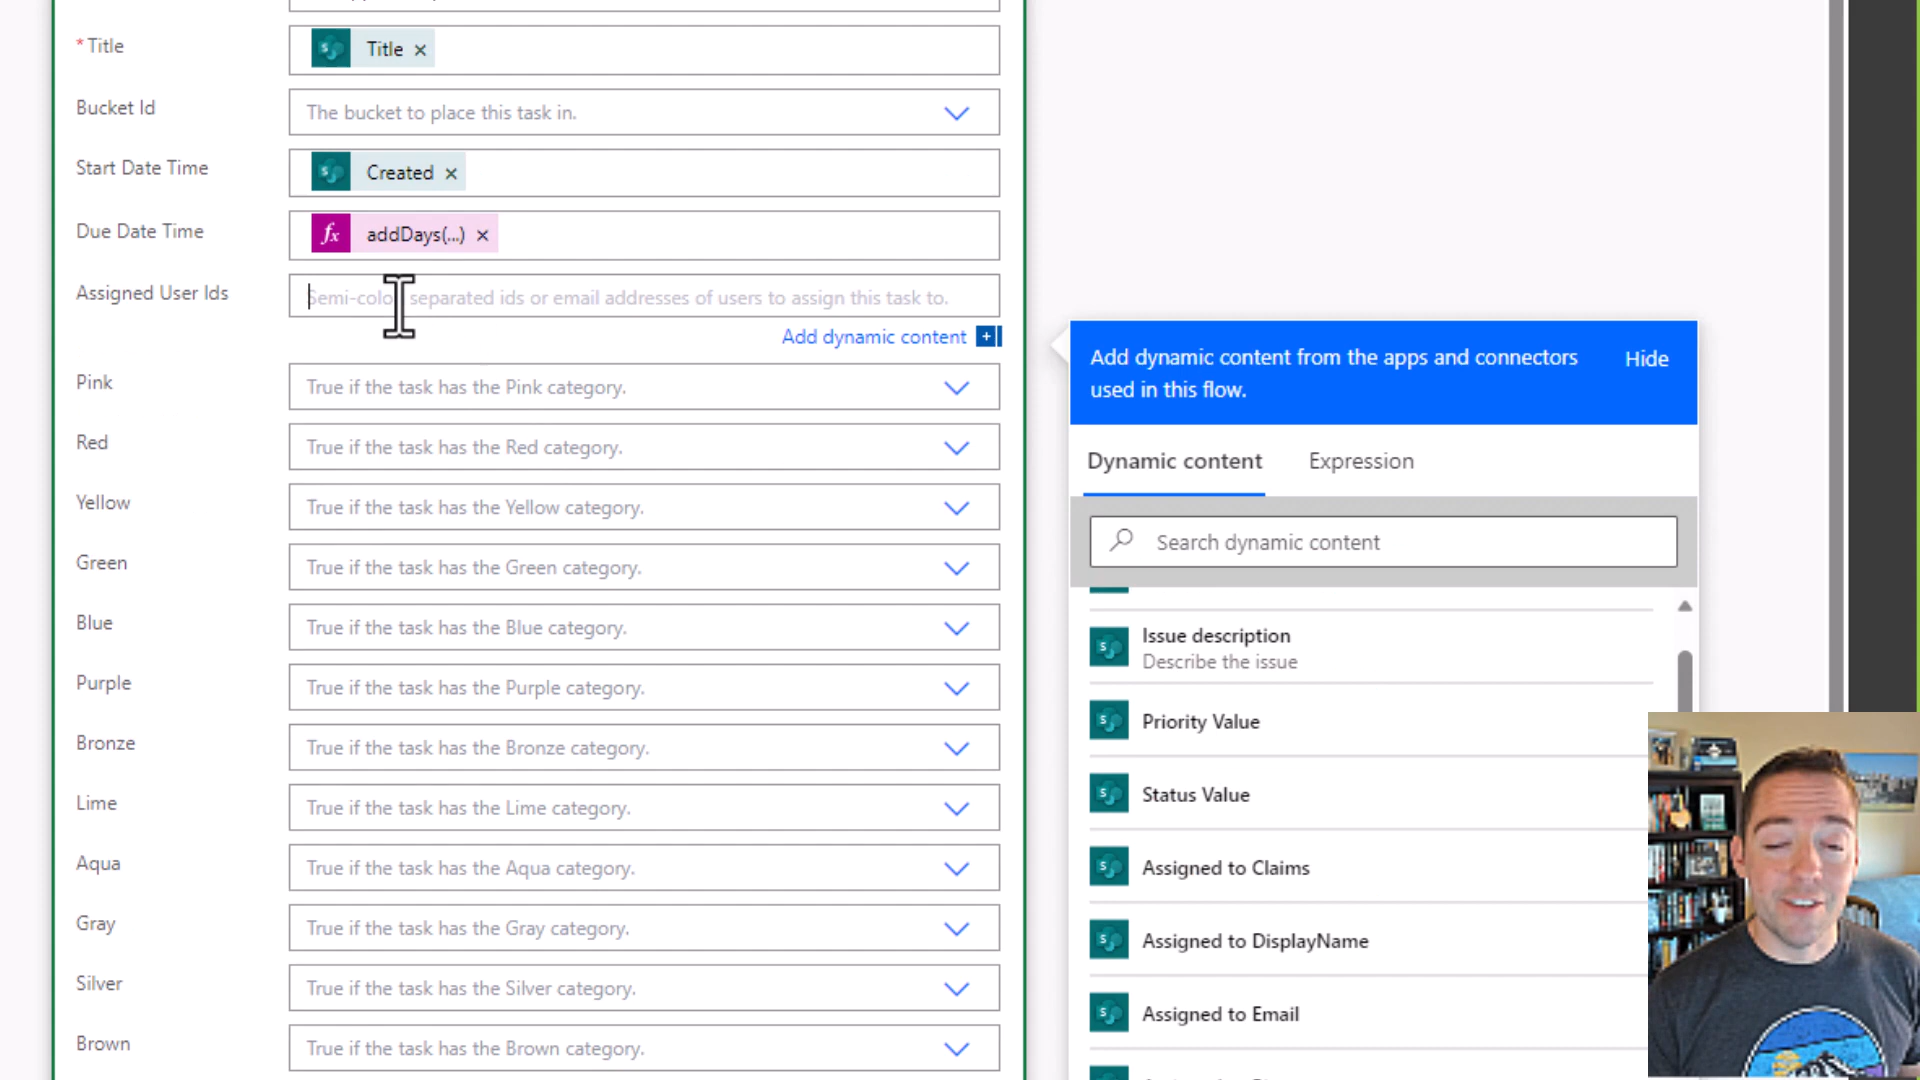 * Title
Title ×
Bucket Id
The bucket to place this task in.
Start Date Time
Created ×
Due Date Time
fx addDays(...) ×
Assigned User Ids
Semi-colon separated ids or email addresses of users to assign this task to.
Add dynamic content +
Pink
True if the task has the Pink category.
Red
True if the task has the Red category.
Yellow
True if the task has the Yellow category.
Green
True if the task has the Green category.
Blue
True if the task has the Blue category.
Purple
True if the task has the Purple category.
Bronze
True if the task has the Bronze category.
Lime
True if the task has the Lime category.
Aqua
True if the task has the Aqua category.
Gray
True if the task has the Gray category.
Silver
True if the task has the Silver category.
Brown
True if the task has the Brown category.
Add dynamic content from the apps and connectors
used in this flow.
Hide
Dynamic content
Expression
Search dynamic content
Issue description
Describe the issue
Priority Value
Status Value
Assigned to Claims
Assigned to DisplayName
Assigned to Email